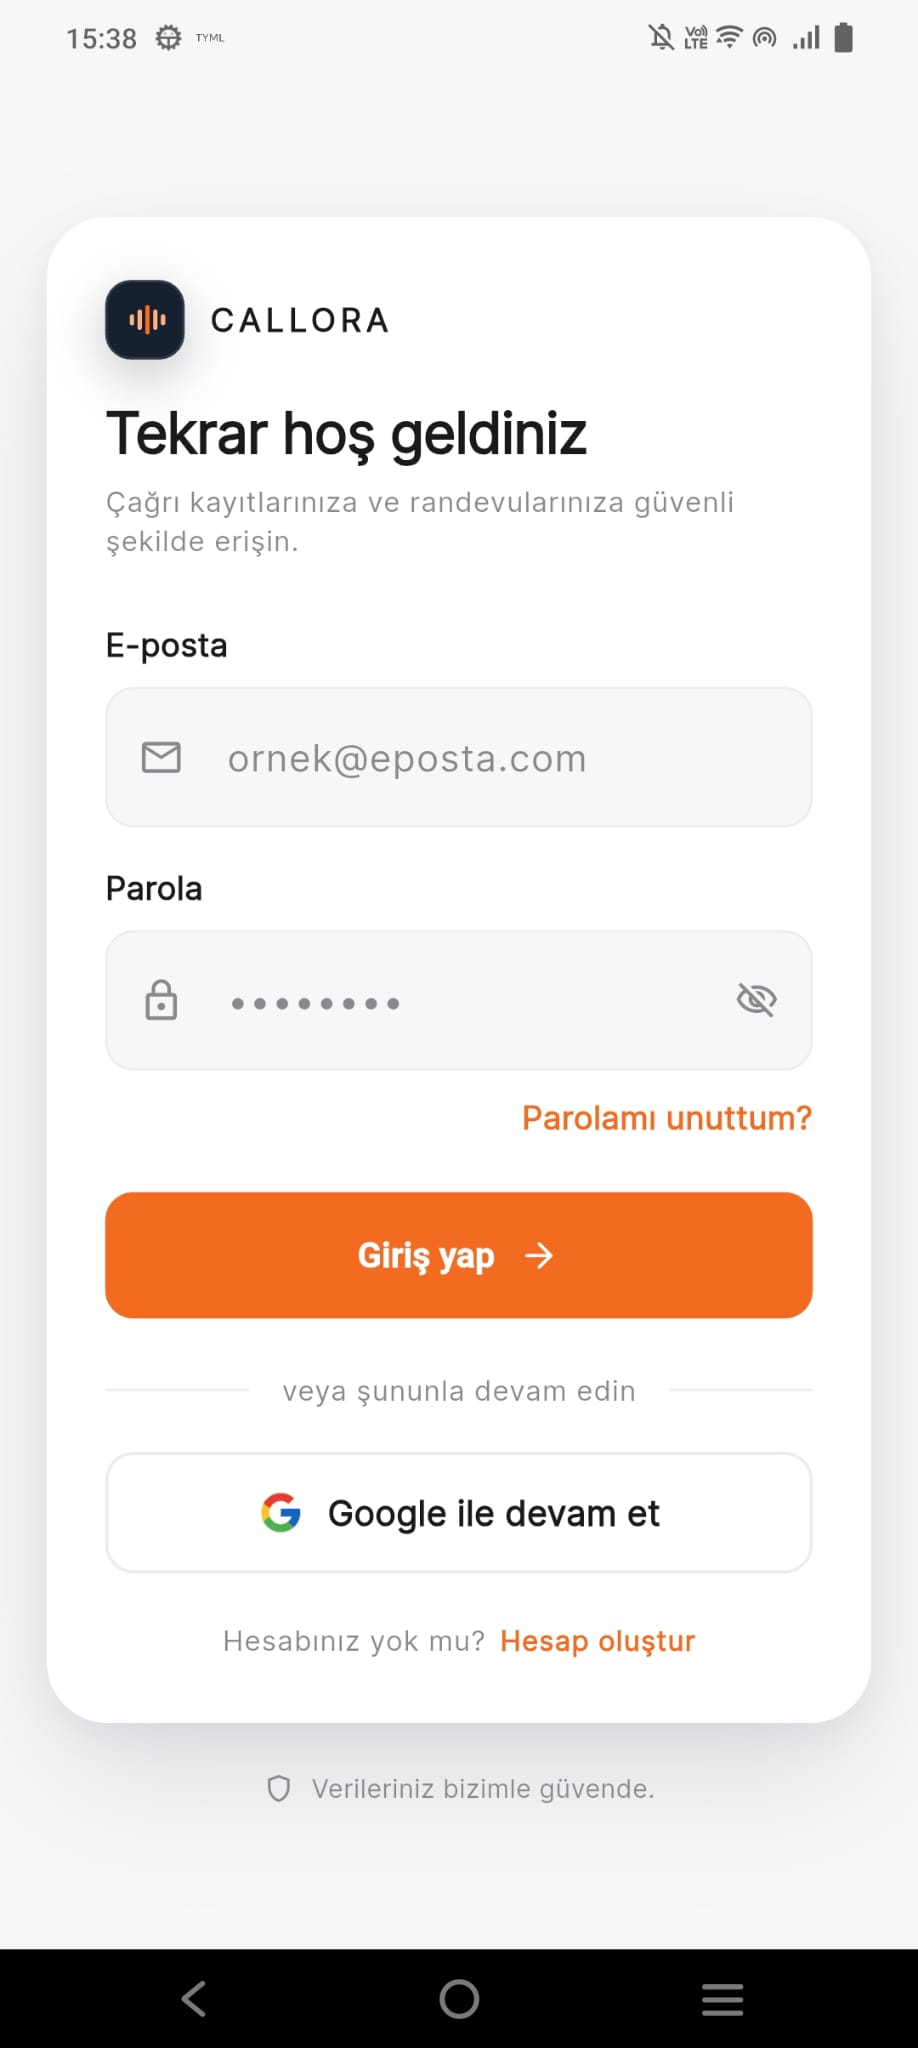 15:38 TYML VoLTE
CALLORA
Tekrar hoş geldiniz
Çağrı kayıtlarınıza ve randevularınıza güvenli
şekilde erişin.
E-posta
ornek@eposta.com
Parola
••••••••
Parolamı unuttum?
Giriş yap →
veya şununla devam edin
Google ile devam et
Hesabınız yok mu? Hesap oluştur
Verileriniz bizimle güvende.